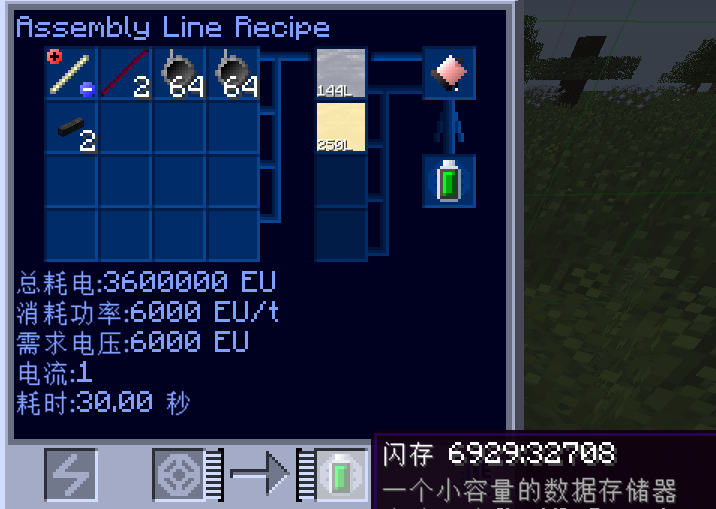 Assembly Line Recipe
2
64
64
144L
2
250L
总耗电:3600000 EU
消耗功率:6000 EU/t
需求电压:6000 EU
电流:1
耗时:30.00 秒
闪存 6929:32708
一个小容量的数据存储器